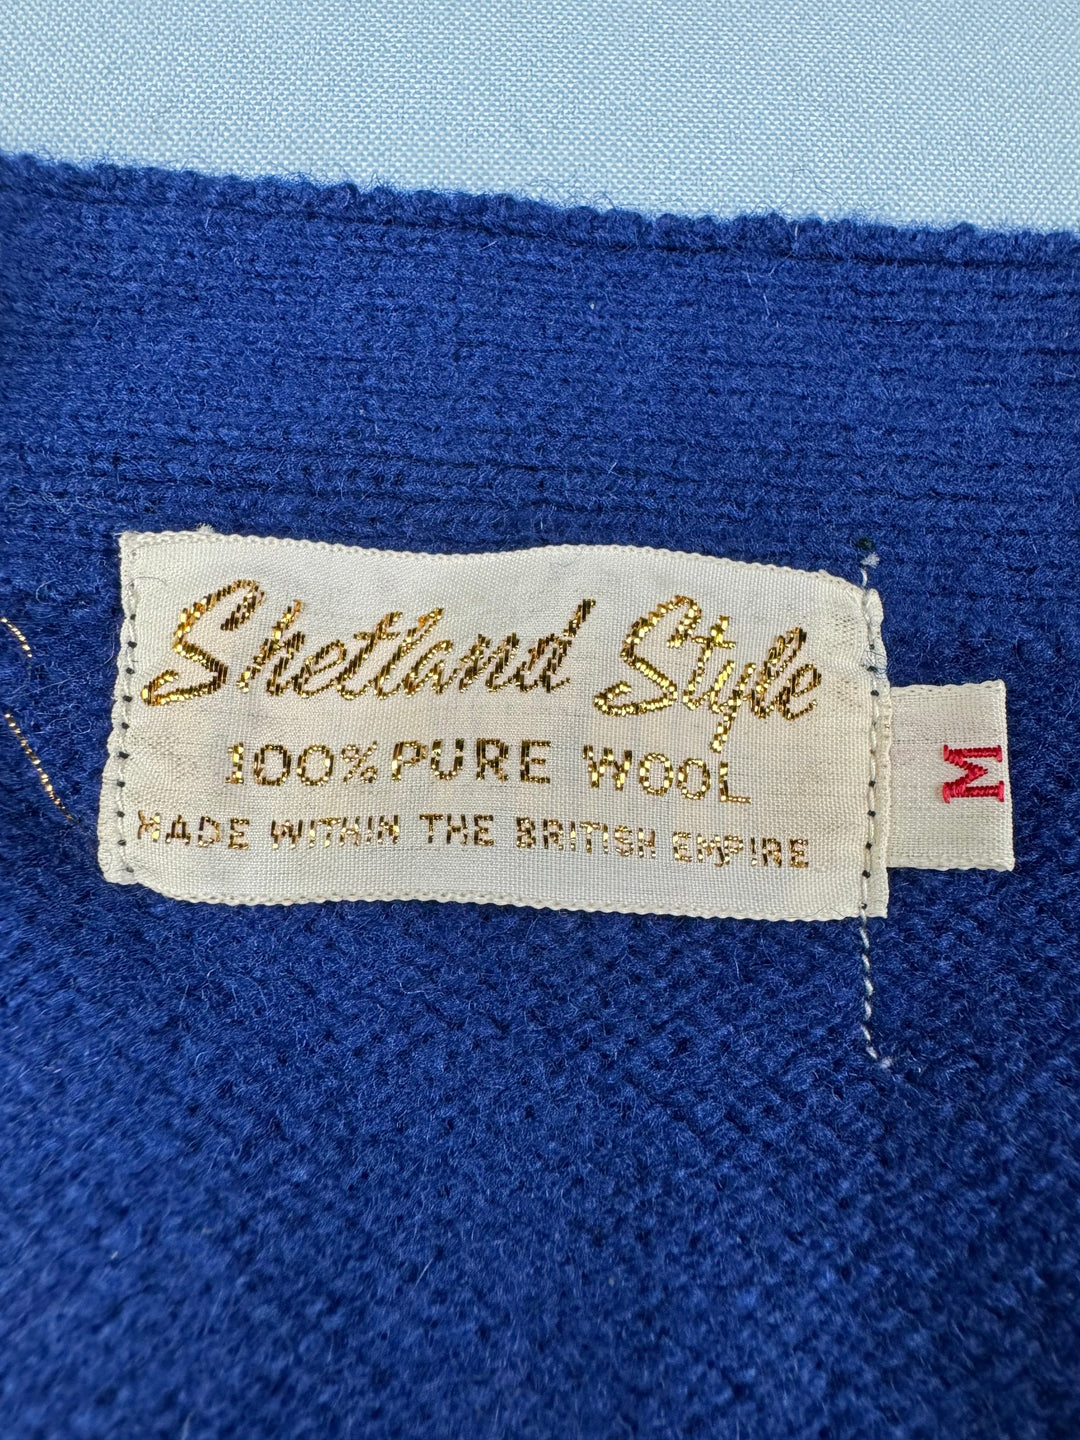 Shetland Style
100% PURE WOOL
MADE WITHIN THE BRITISH EMPIRE
M